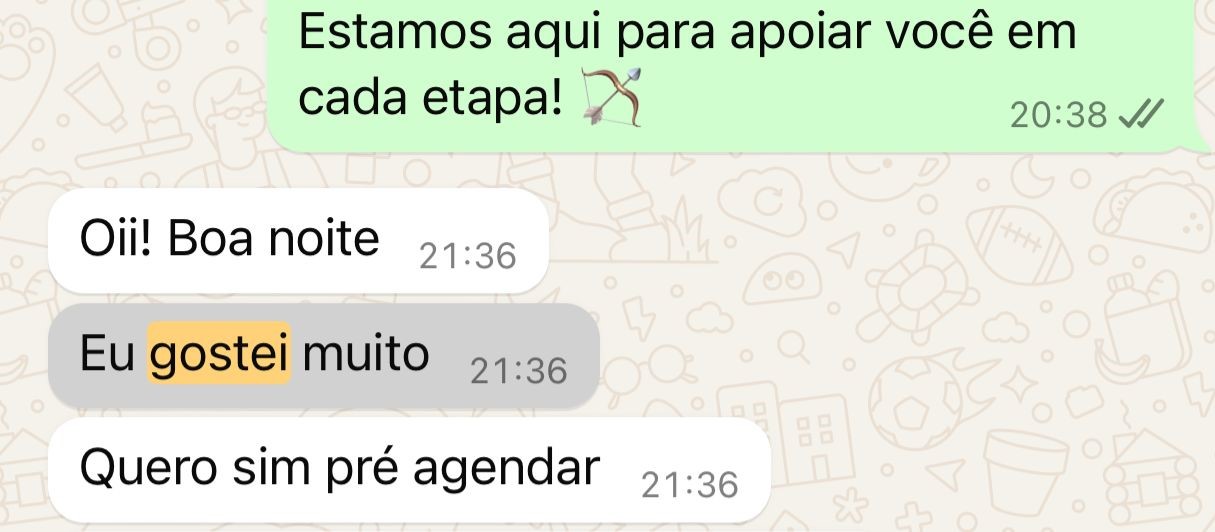 Estamos aqui para apoiar você em
cada etapa! 🏹
20:38
Oii! Boa noite 21:36
Eu gostei muito 21:36
Quero sim pré agendar 21:36